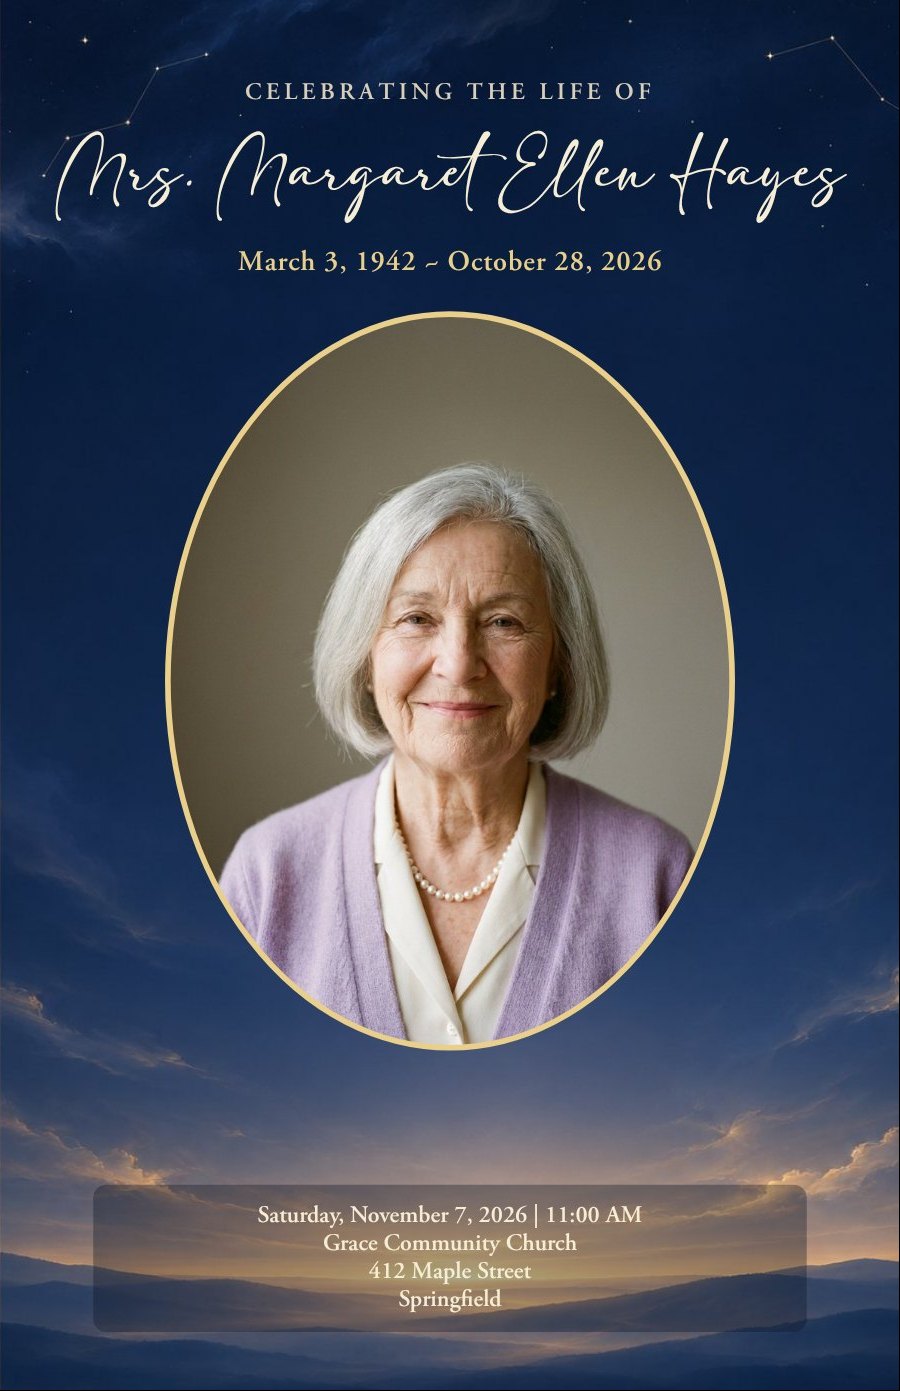 CELEBRATING THE LIFE OF
Mrs. Margaret Ellen Hayes
March 3, 1942 ~ October 28, 2026
Saturday, November 7, 2026 | 11:00 AM
Grace Community Church
412 Maple Street
Springfield